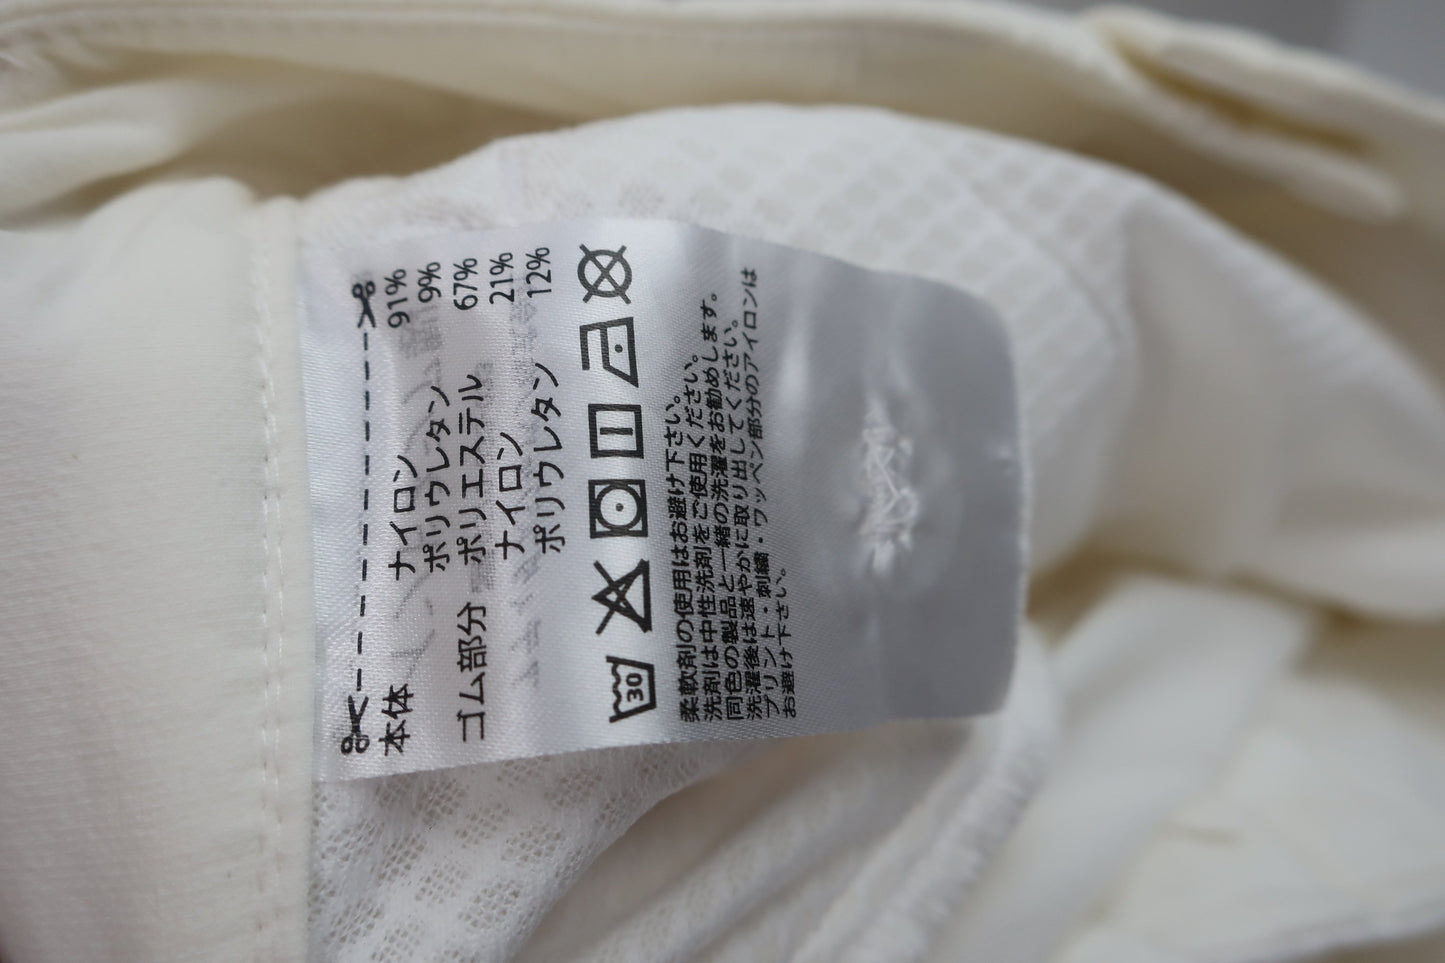 本体 ナイロン 91%
ポリウレタン 9%
ゴム部分 ポリエステル 67%
ナイロン 21%
ポリウレタン 12%
30
柔軟剤の使用はお避け下さい。
洗剤は中性洗剤をご使用ください。
同色の製品と一緒の洗濯をお勧めします。
洗濯後は速やかに取り出してください。
プリント・刺繍・ワッペン部分のアイロンは
お避け下さい。